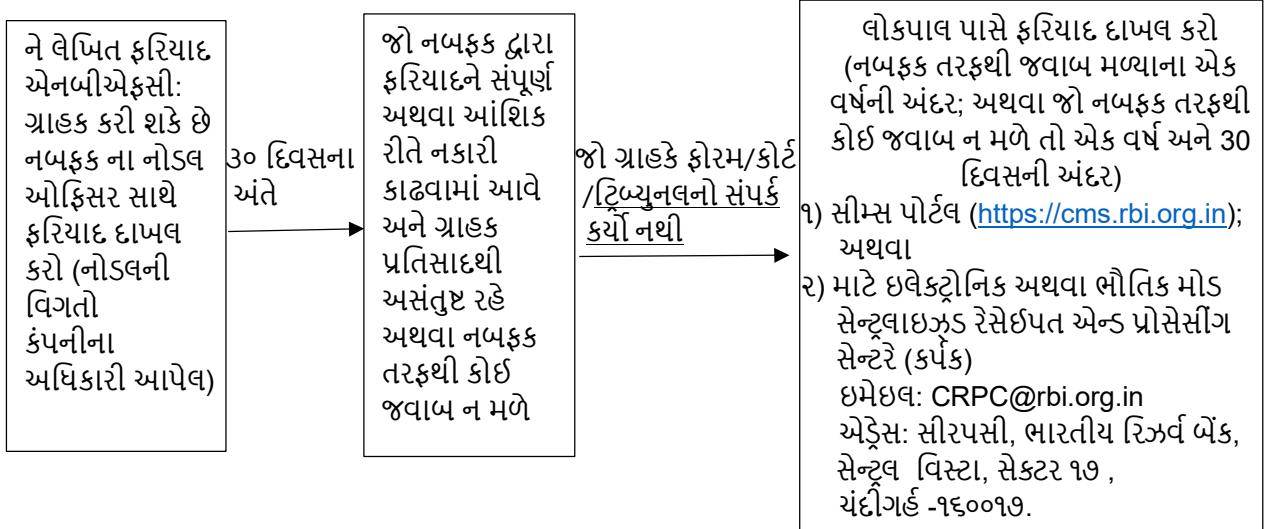 ને લેખિત ફરિયાદ
એનબીએફસી:
ગ્રાહક કરી શકે છે
નબફક ના નોડલ
ઓફિસર સાથે
ફરિયાદ દાખલ
કરો (નોડલની
વિગતો
કંપનીના
અધિકારી આપેલ)
૩૦ દિવસના
અંતે
જો નબફક દ્વારા
ફરિયાદને સંપૂર્ણ
અથવા આંશિક
રીતે નકારી
કાઢવામાં આવે
અને ગ્રાહક
પ્રતિસાદથી
અસંતુષ્ટ રહે
અથવા નબફક
તરફથી કોઈ
જવાબ ન મળે
જો ગ્રાહકે ફોરમ/કોર્ટ
/ટ્રિબ્યુનલનો સંપર્ક
કર્યો નથી
લોકપાલ પાસે ફરિયાદ દાખલ કરો
(નબફક તરફથી જવાબ મળ્યાના એક
વર્ષની અંદર; અથવા જો નબફક તરફથી
કોઈ જવાબ ન મળે તો એક વર્ષ અને 30
દિવસની અંદર)
૧) સીમ્સ પોર્ટલ (https://cms.rbi.org.in);
અથવા
૨) માટે ઇલેક્ટ્રોનિક અથવા ભૌતિક મોડ
સેન્ટ્રલાઇઝ્ડ રેસેઈપત એન્ડ પ્રોસેસીંગ
સેન્ટરે (કર્પક)
ઇમેઇલ: CRPC@rbi.org.in
એડ્રેસ: સીરપસી, ભારતીય રિઝર્વ બેંક,
સેન્ટ્રલ વિસ્ટા, સેકટર ૧૭ ,
ચંદીગર્હ -૧૬૦૦૧૭.